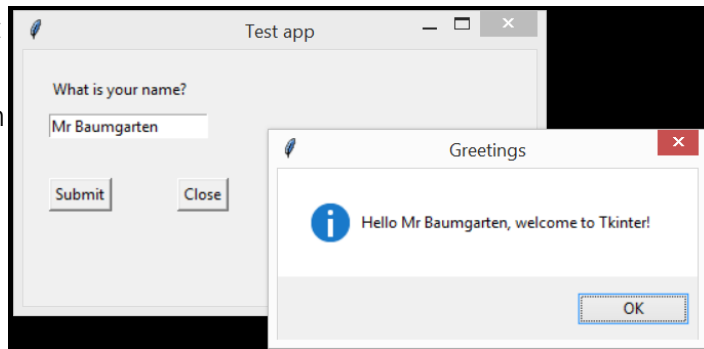 Test app
What is your name?
Mr Baumgarten
Submit
Close
Greetings
Hello Mr Baumgarten, welcome to Tkinter!
OK